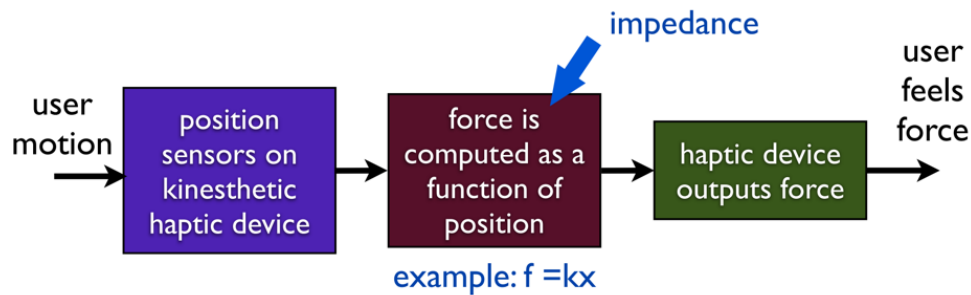 impedance
user
motion
position
sensors on
kinesthetic
haptic device
force is
computed as a
function of
position
haptic device
outputs force
user
feels
force
example: f =kx